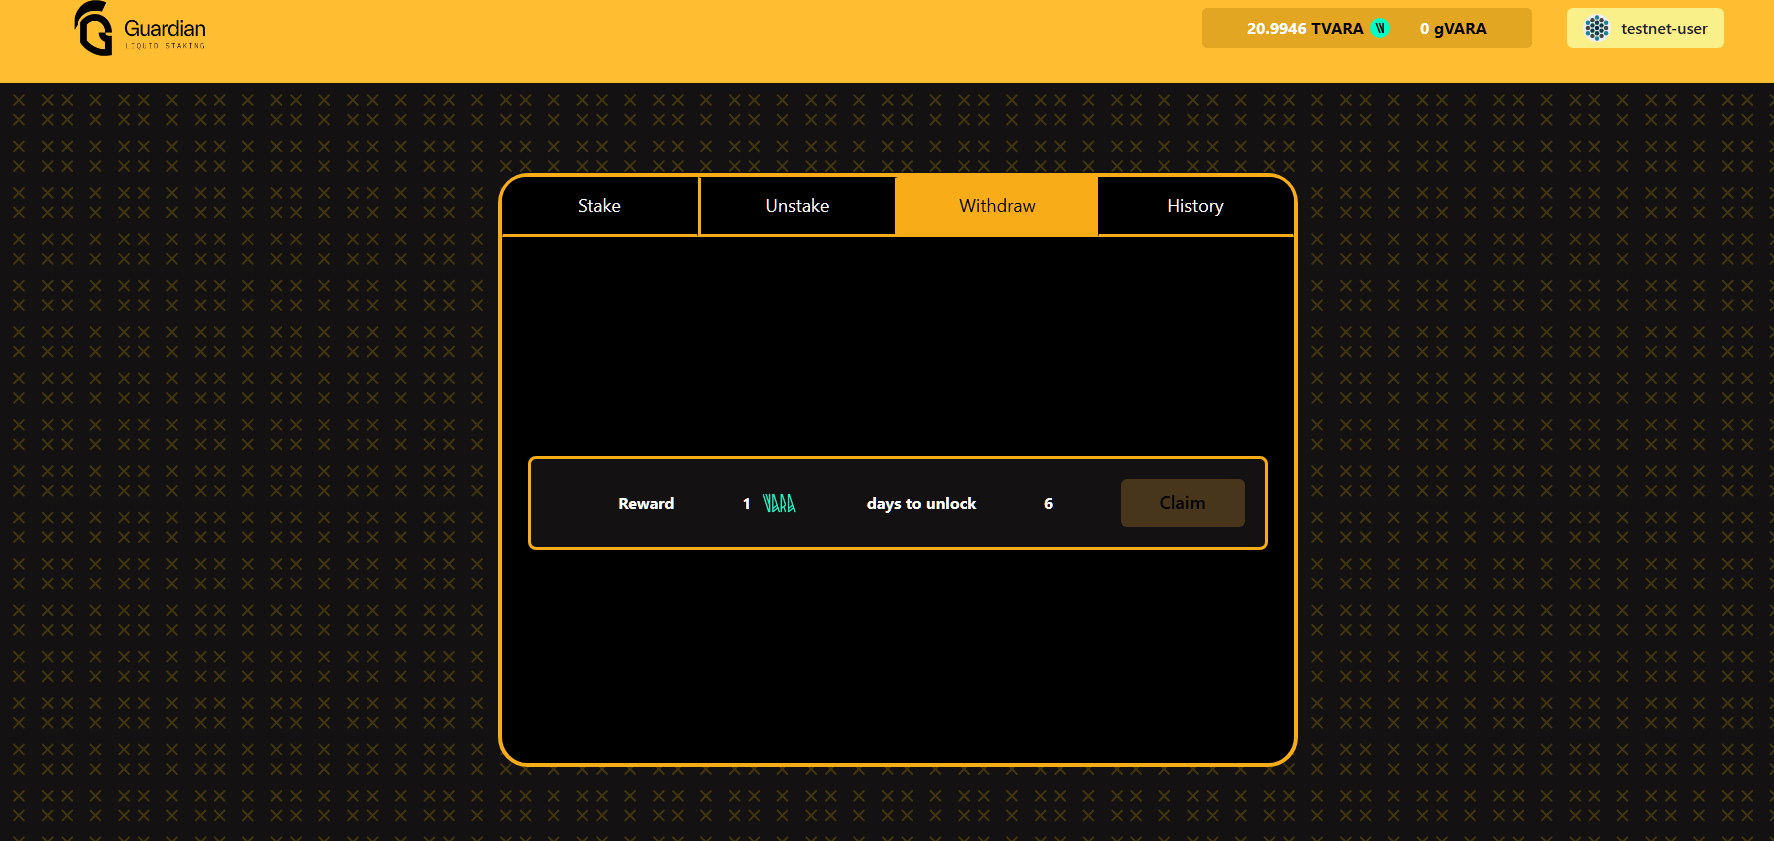 Guardian
LIQUID STAKING
20.9946 TVARA 0 gVARA
testnet-user
Stake Unstake Withdraw History
Reward 1 VARA days to unlock 6 Claim